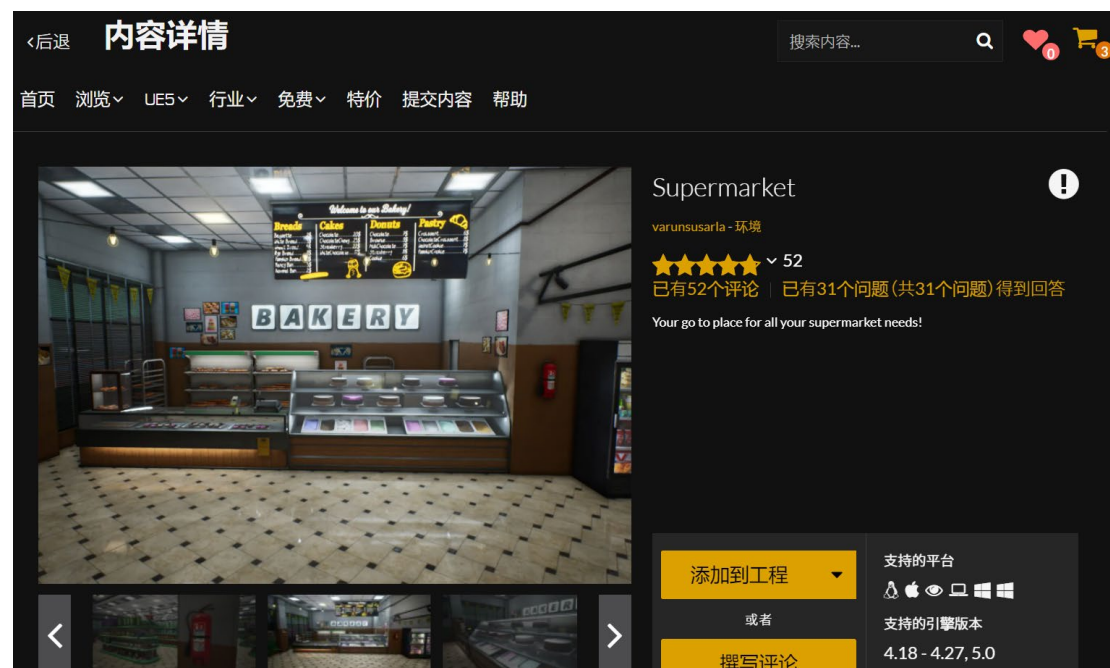 ‹后退
内容详情
搜索内容...
0
3
首页 浏览 UE5 行业 免费 特价 提交内容 帮助
Welcome to our Bakery!
Breads Cakes Donuts Pastry
BAKERY
Supermarket
varunsusarla - 环境
52
已有52个评论 | 已有31个问题(共31个问题)得到回答
Your go to place for all your supermarket needs!
添加到工程
或者
撰写评论
支持的平台
支持的引擎版本
4.18 - 4.27, 5.0